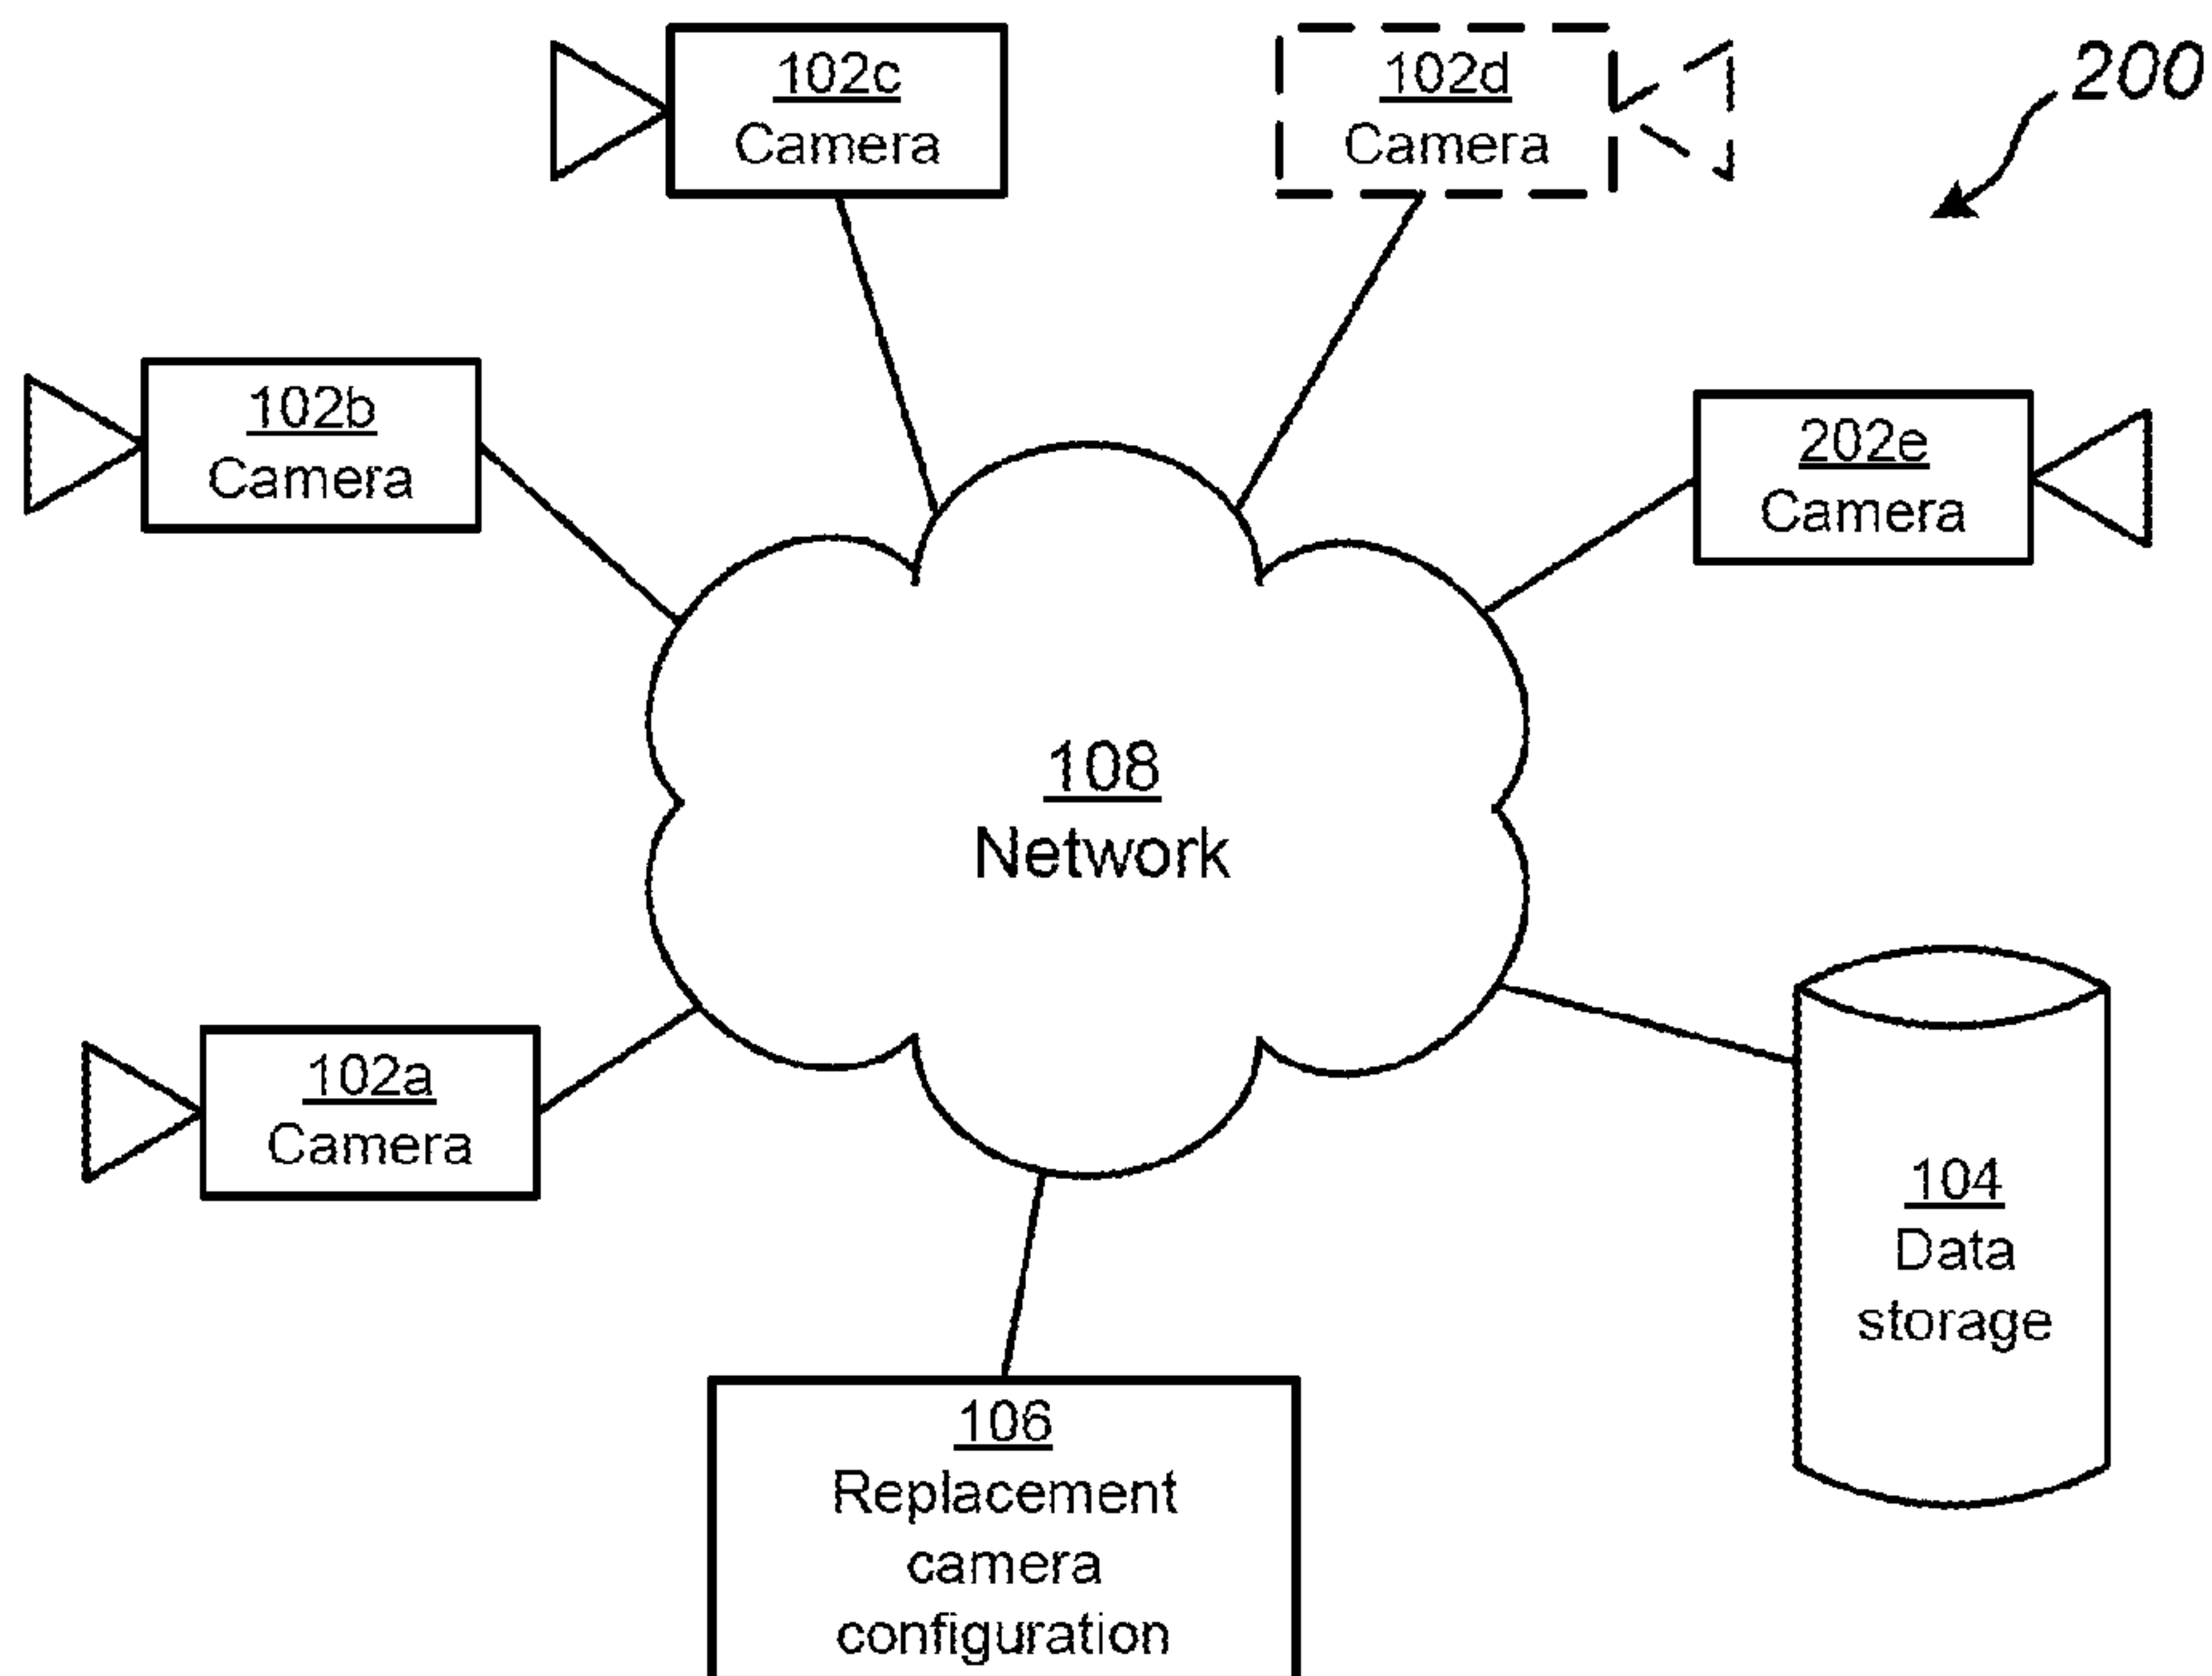 102c
Camera
102d
Camera
200
102b
Camera
202e
Camera
108
Network
102a
Camera
104
Data
storage
106
Replacement
camera
configuration